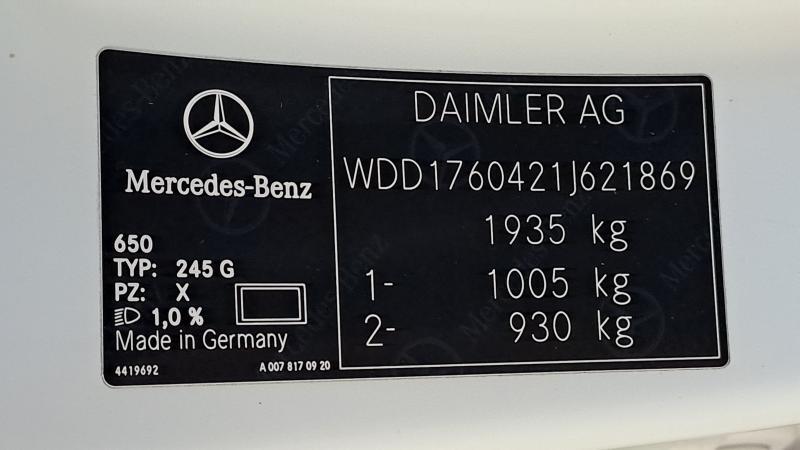 Mercedes-Benz
650
TYP: 245 G
PZ: X
1,0 %
Made in Germany
4419692
A 007 817 09 20
DAIMLER AG
WDD1760421J621869
1935 kg
1- 1005 kg
2- 930 kg